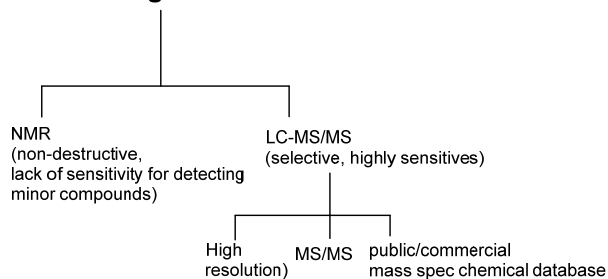 NMR
(non-destructive,
lack of sensitivity for detecting
minor compounds)
LC-MS/MS
(selective, highly sensitives)
High
resolution)
MS/MS
public/commercial
mass spec chemical database